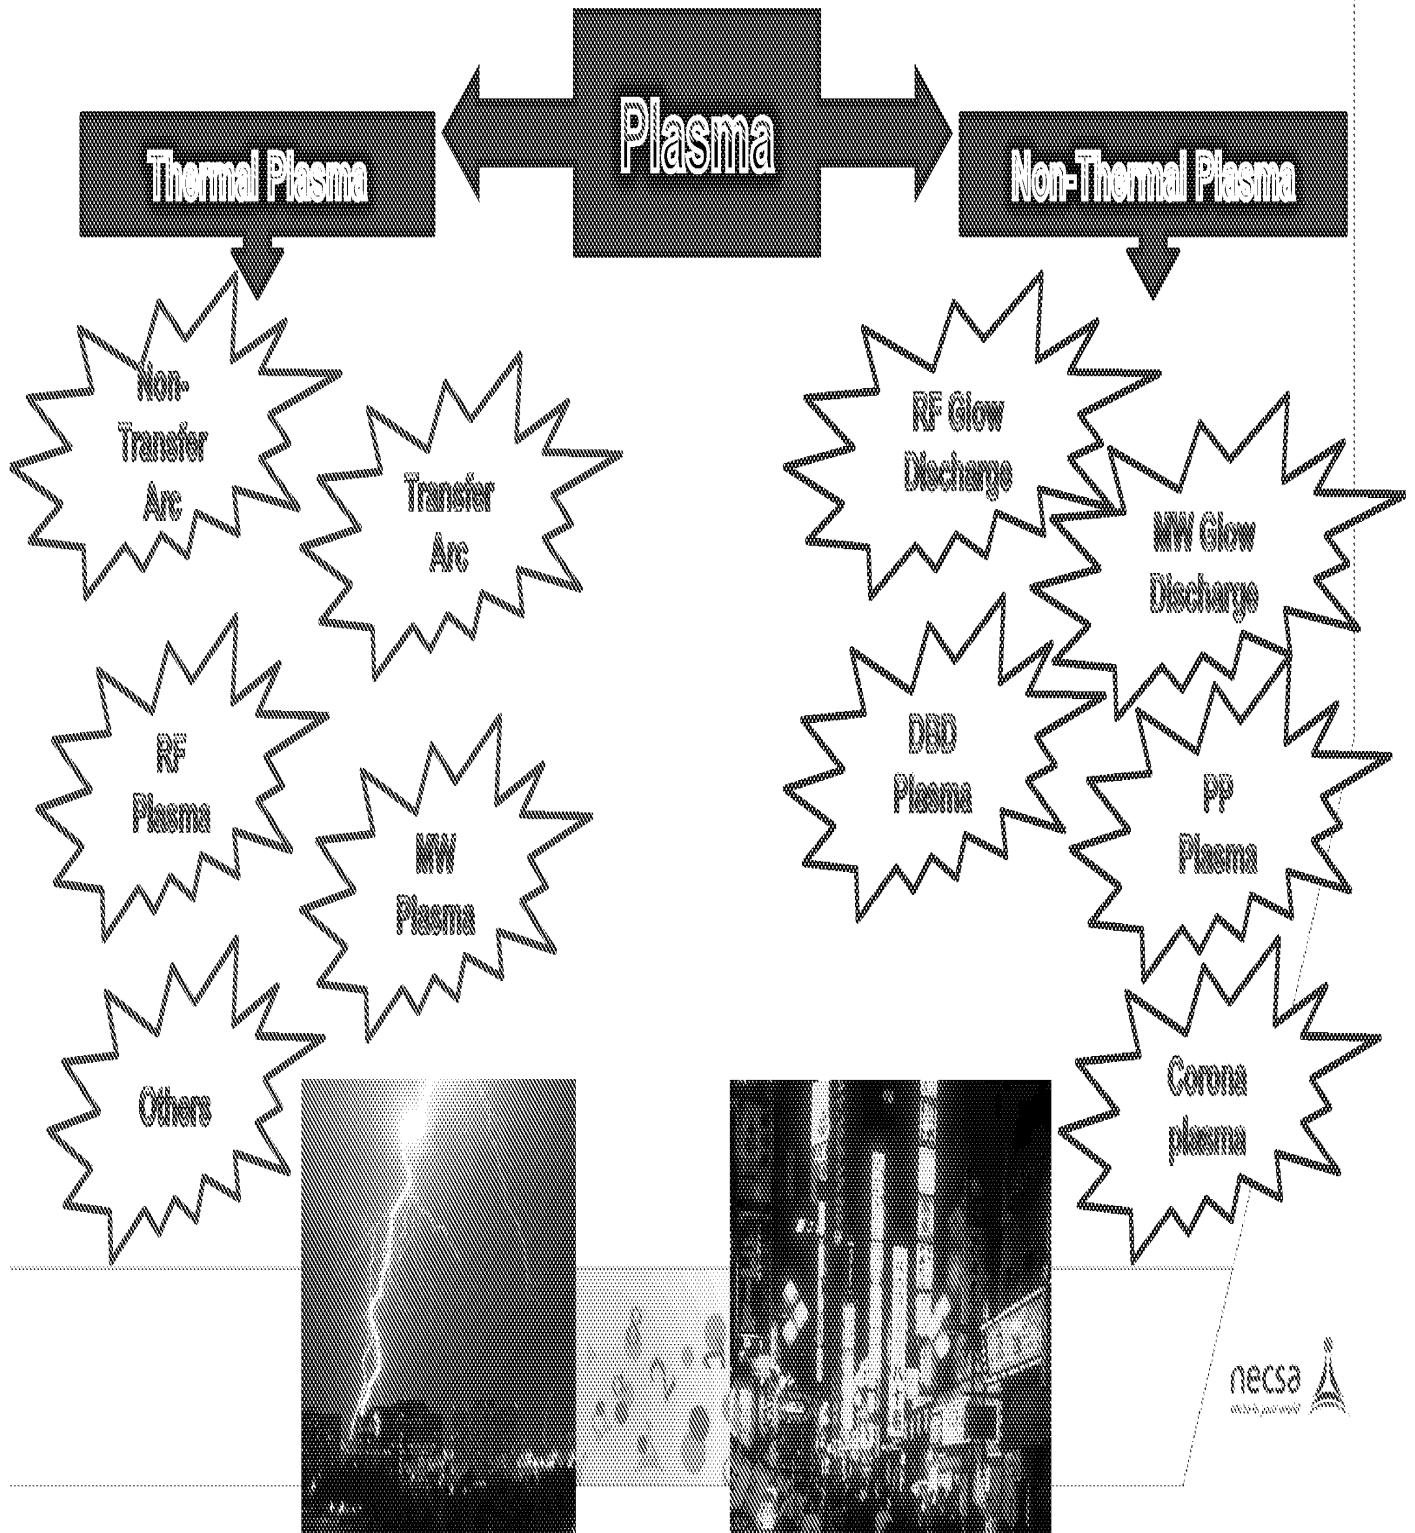 Plasma
Thermal Plasma
Non-Thermal Plasma
Non-
Transfer
Arc
Transfer
Arc
RF
Plasma
MW
Plasma
Others
RF Glow
Discharge
MW Glow
Discharge
DBD
Plasma
PP
Plasma
Corona
plasma
necsa